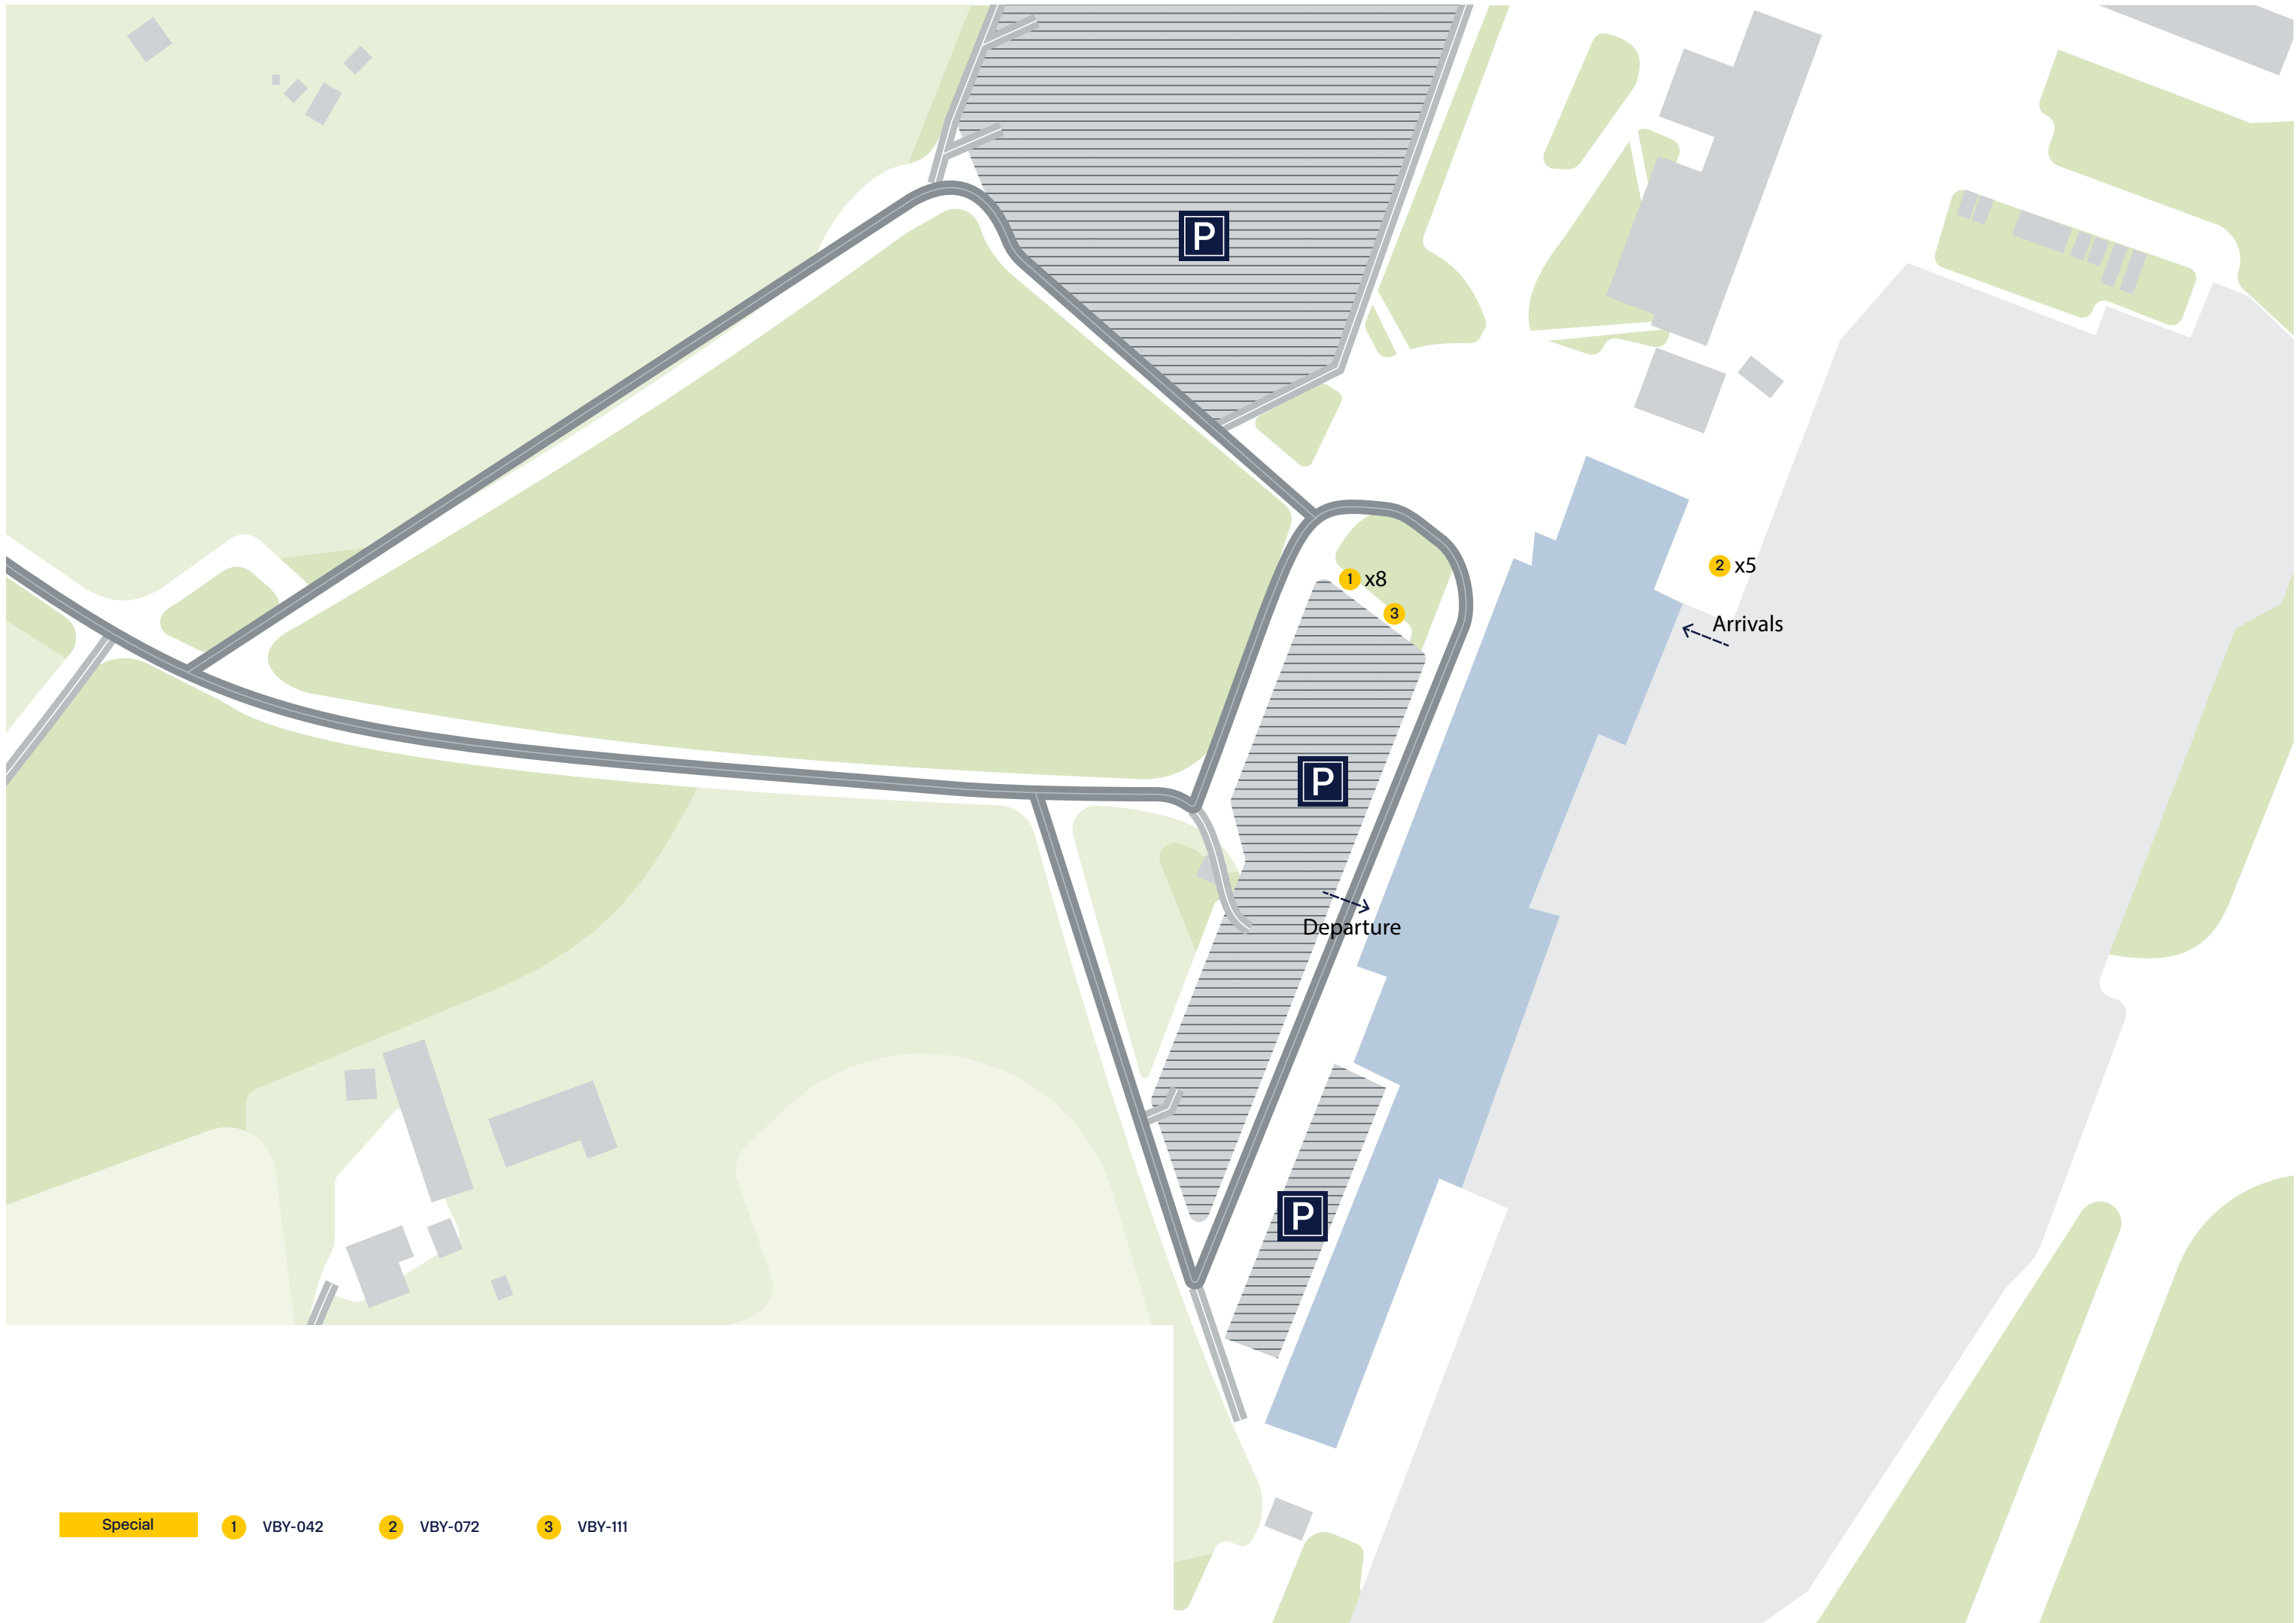 P
1 x8
2 x5
3
Arrivals
P
Departure
P
Special 1 VBY-042 2 VBY-072 3 VBY-111